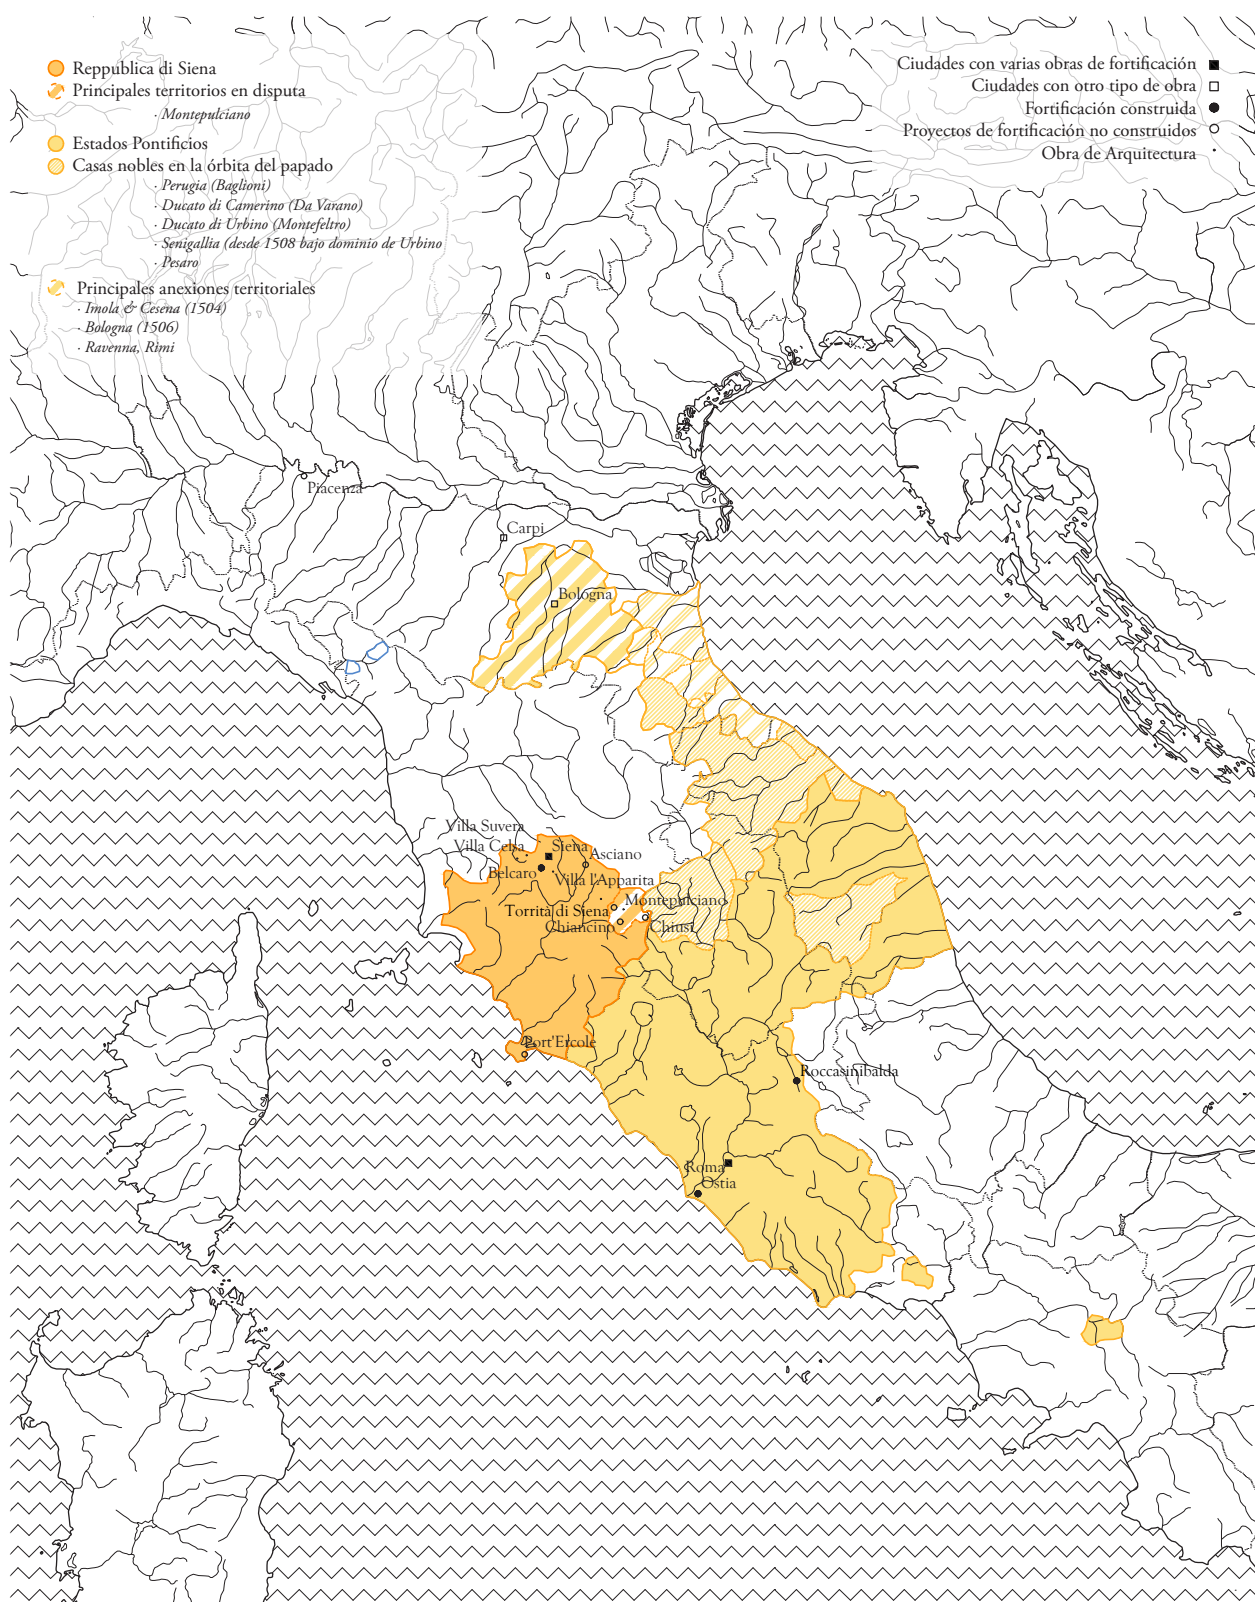 Reppublica di Siena
Principales territorios en disputa
· Montepulciano
Estados Pontificios
Casas nobles en la órbita del papado
· Perugia (Baglioni)
· Ducato di Camerino (Da Varano)
· Ducato di Urbino (Montefeltro)
· Senigallia (desde 1508 bajo dominio de Urbino
· Pesaro
Principales anexiones territoriales
· Imola & Cesena (1504)
· Bologna (1506)
· Ravenna, Rimi
Ciudades con varias obras de fortificación
Ciudades con otro tipo de obra
Fortificación construida
Proyectos de fortificación no construidos
Obra de Arquitectura
Piacenza
Carpi
Bologna
Villa Suvera
Villa Celsa
Siena
Asciano
Belcaro
Villa l'Apparita
Montepulciano
Torrita di Siena
Chiancino
Chiusi
Port'Ercole
Roccasinibalda
Roma
Ostia